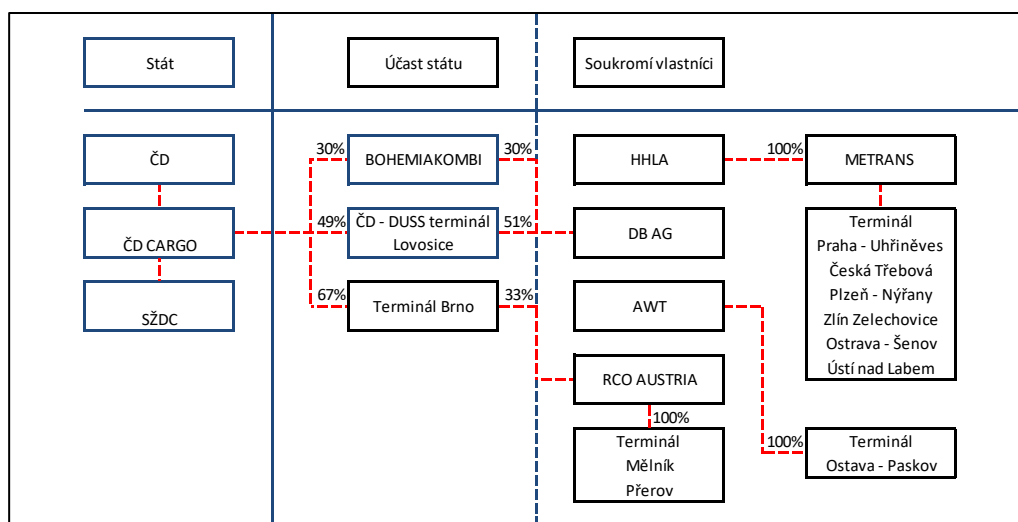 Stát
Účast státu
Soukromí vlastníci
ČD
30%
BOHEMIAKOMBI
30%
HHLA
100%
METRANS
ČD CARGO
49%
ČD - DUSS terminál
Lovosice
51%
DB AG
Terminál
Praha - Uhřiněves
Česká Třebová
Plzeň - Nýřany
Zlín Zelechovice
Ostrava - Šenov
Ústí nad Labem
SŽDC
67%
Terminál Brno
33%
AWT
RCO AUSTRIA
100%
Terminál
Mělník
Přerov
100%
Terminál
Ostava - Paskov